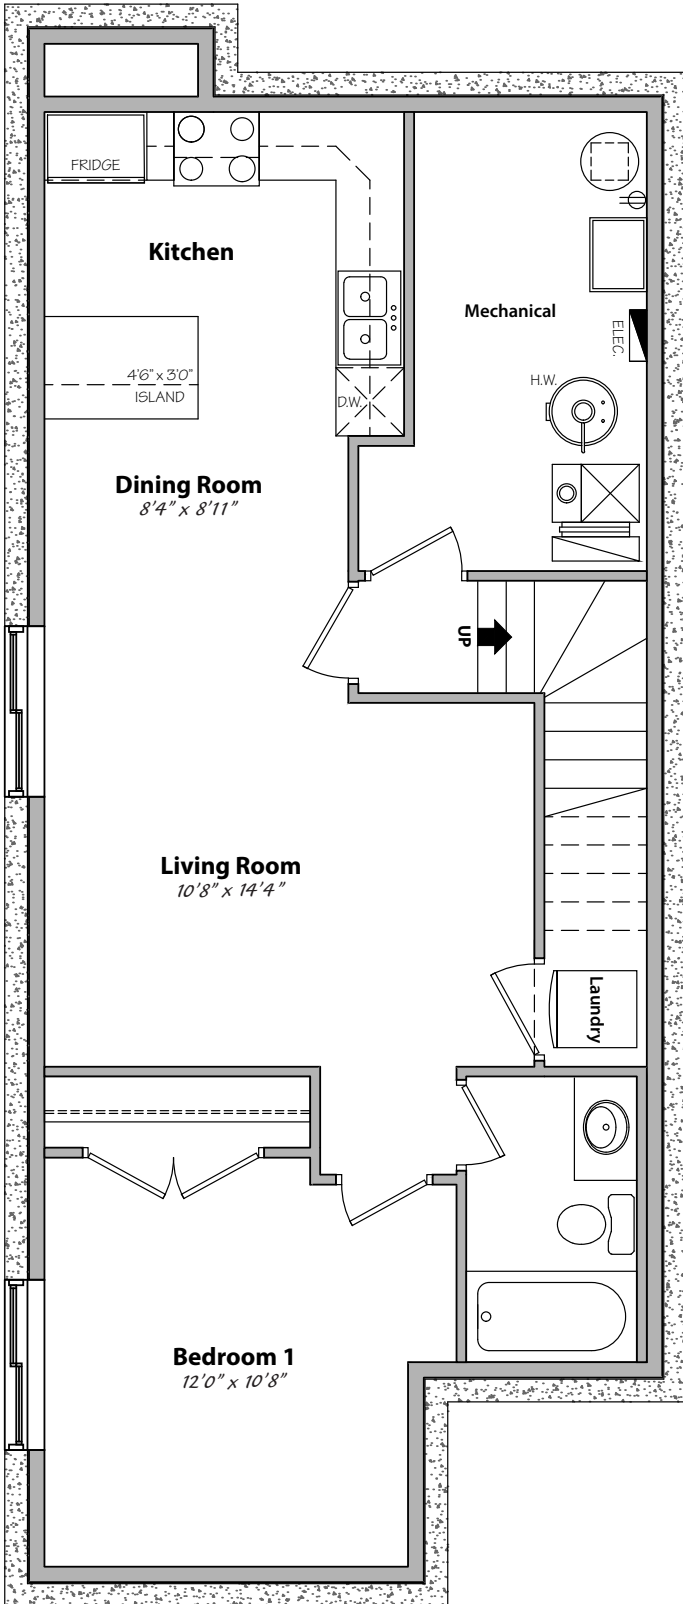 FRIDGE
Kitchen
Mechanical
ELEC.
4'6" x 3'0"
ISLAND
H.W.
D.W.
Dining Room
8'4" x 8'11"
UP
Living Room
10'8" x 14'4"
Laundry
Bedroom 1
12'0" x 10'8"